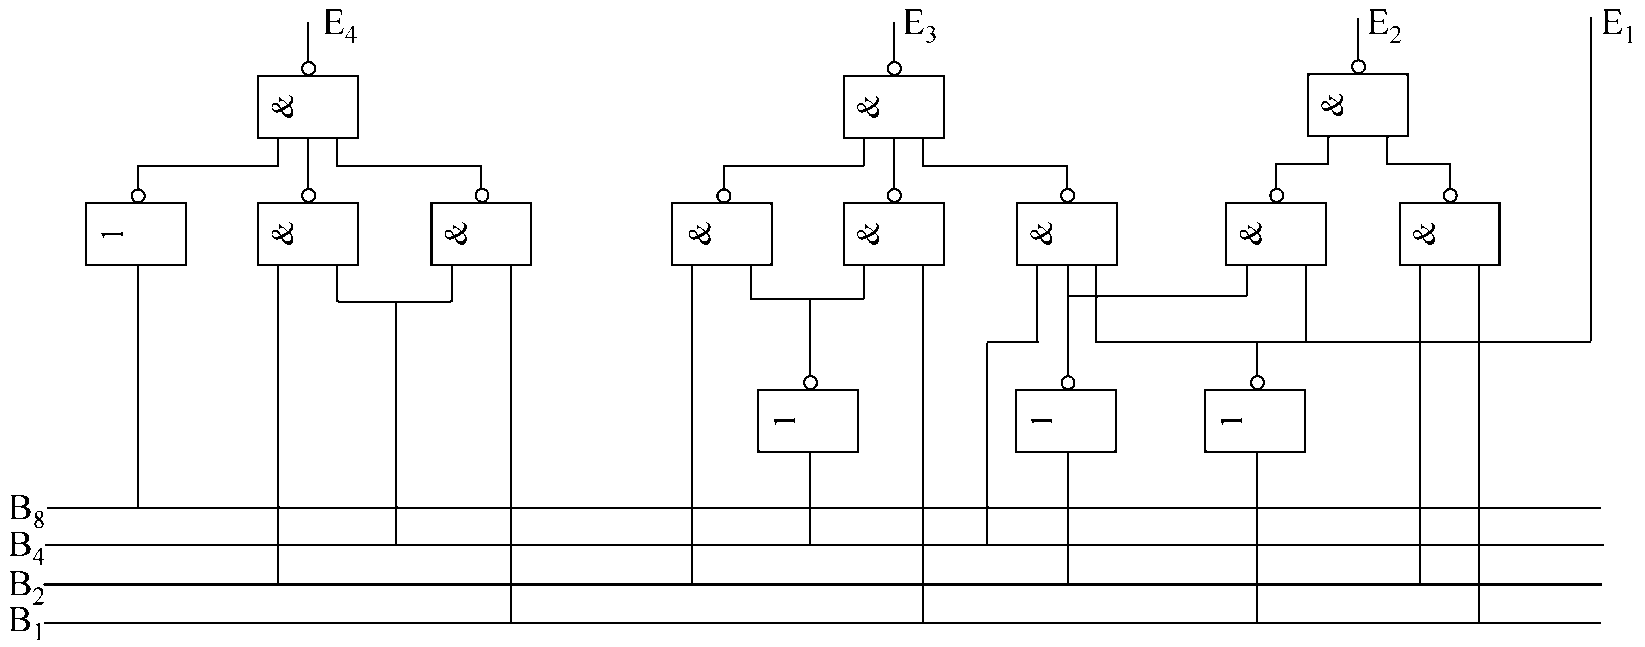 E4 E3 E2 E1
& & &
1 & & & & & & &
1 1 1
B8
B4
B2
B1